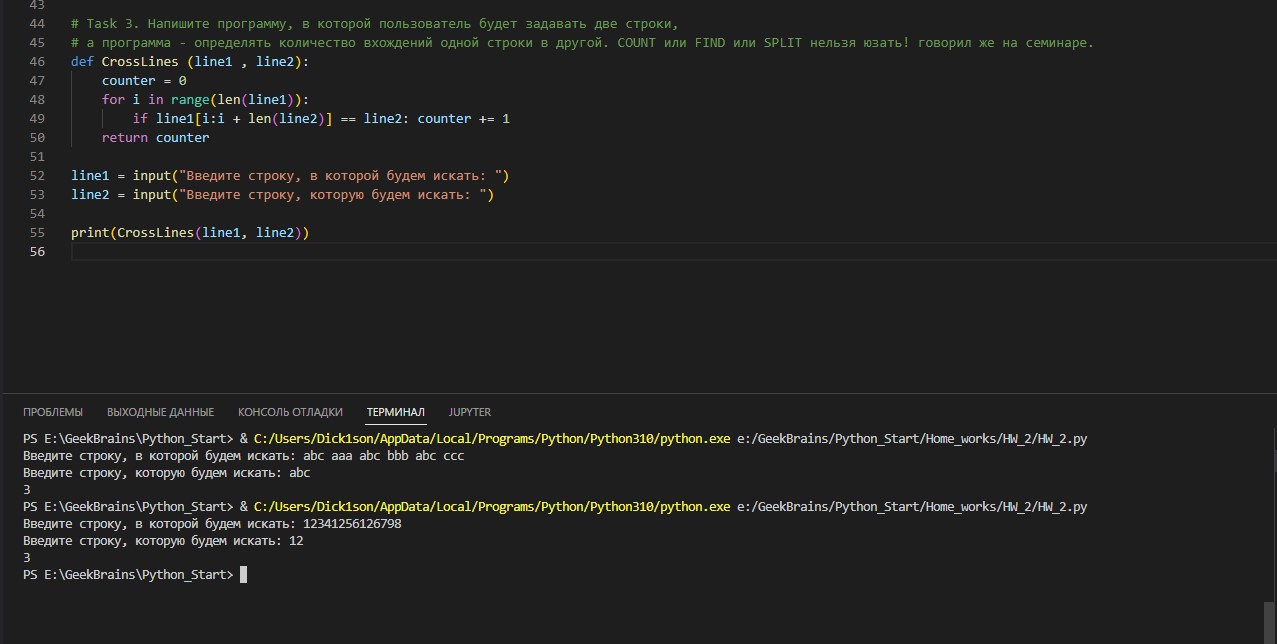 43
44 # Task 3. Напишите программу, в которой пользователь будет задавать две строки,
45 # а программа - определять количество вхождений одной строки в другой. COUNT или FIND или SPLIT нельзя юзать! говорил же на семинаре.
46 def CrossLines (line1 , line2):
47     counter = 0
48     for i in range(len(line1)):
49         if line1[i:i + len(line2)] == line2: counter += 1
50     return counter
51
52 line1 = input("Введите строку, в которой будем искать: ")
53 line2 = input("Введите строку, которую будем искать: ")
54
55 print(CrossLines(line1, line2))
56
ПРОБЛЕМЫ ВЫХОДНЫЕ ДАННЫЕ КОНСОЛЬ ОТЛАДКИ ТЕРМИНАЛ JUPYTER
PS E:\GeekBrains\Python_Start> & C:/Users/Dick1son/AppData/Local/Programs/Python/Python310/python.exe e:/GeekBrains/Python_Start/Home_works/HW_2/HW_2.py
Введите строку, в которой будем искать: abc aaa abc bbb abc ccc
Введите строку, которую будем искать: abc
3
PS E:\GeekBrains\Python_Start> & C:/Users/Dick1son/AppData/Local/Programs/Python/Python310/python.exe e:/GeekBrains/Python_Start/Home_works/HW_2/HW_2.py
Введите строку, в которой будем искать: 12341256126798
Введите строку, которую будем искать: 12
3
PS E:\GeekBrains\Python_Start>